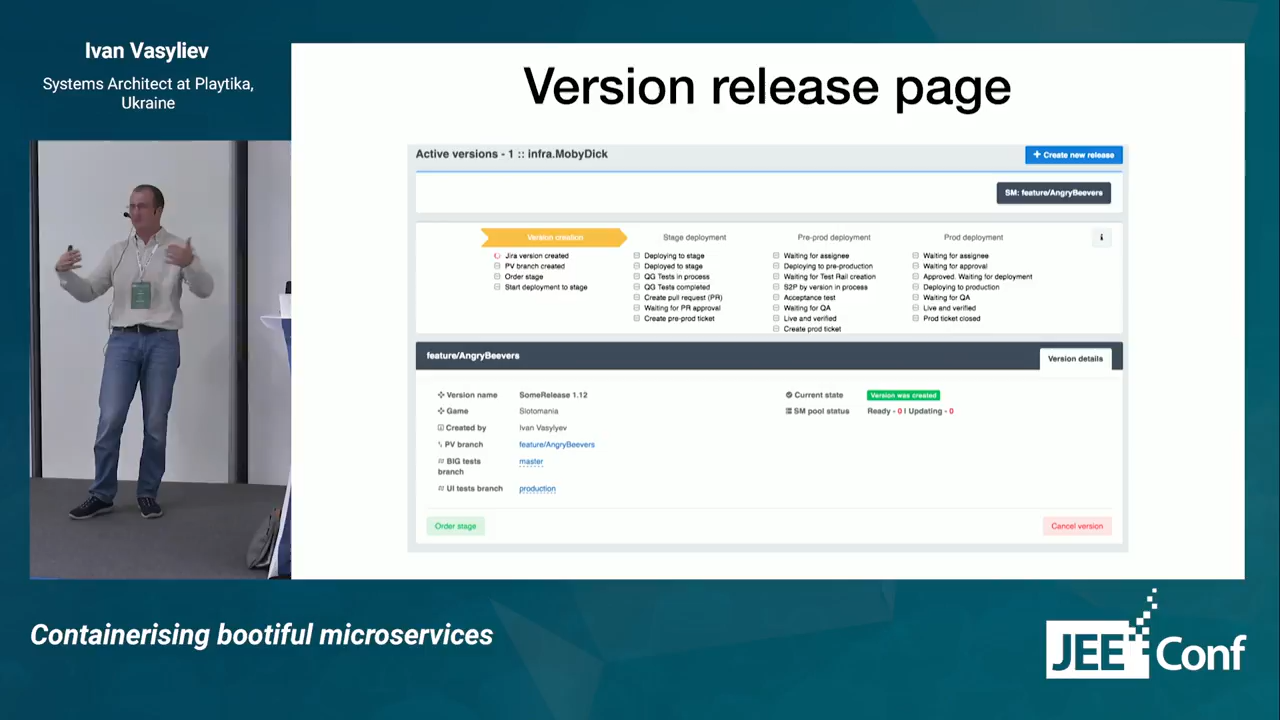 Ivan Vasyliev
Systems Architect at Playtika,
Ukraine
Version release page
Active versions - 1 :: infra.MobyDick
+ Create new release
SM: feature/AngryBeevers
Version creation
Jira version created
PV branch created
Order stage
Start deployment to stage
Stage deployment
Deploying to stage
Deployed to stage
QG Tests in process
QG Tests completed
Create pull request (PR)
Waiting for PR approval
Create pre-prod ticket
Pre-prod deployment
Waiting for assignee
Deploying to pre-production
Waiting for Test Rail creation
S2P by version in process
Acceptance test
Waiting for QA
Live and verified
Create prod ticket
Prod deployment
Waiting for assignee
Waiting for approval
Approved. Waiting for deployment
Deploying to production
Waiting for QA
Live and verified
Prod ticket closed
i
feature/AngryBeevers
Version details
Version name SomeRelease 1.12
Game Slotomania
Created by Ivan Vasylyev
PV branch feature/AngryBeevers
BIG tests
branch
master
UI tests branch production
Current state Version was created
SM pool status Ready - 0 | Updating - 0
Order stage
Cancel version
Containerising bootiful microservices
JEE Conf